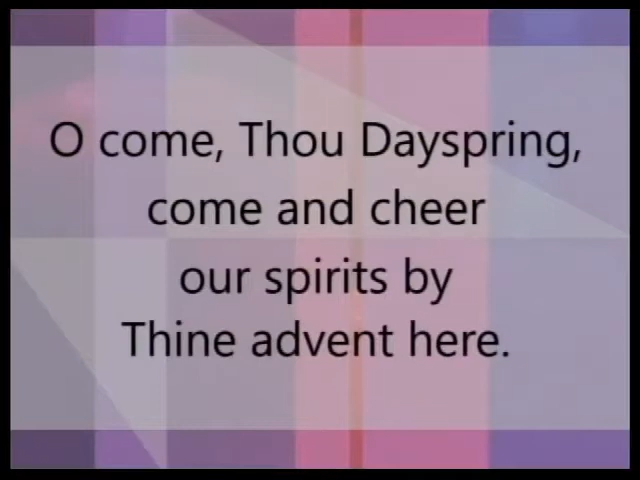 O come, Thou Dayspring,
come and cheer
our spirits by
Thine advent here.